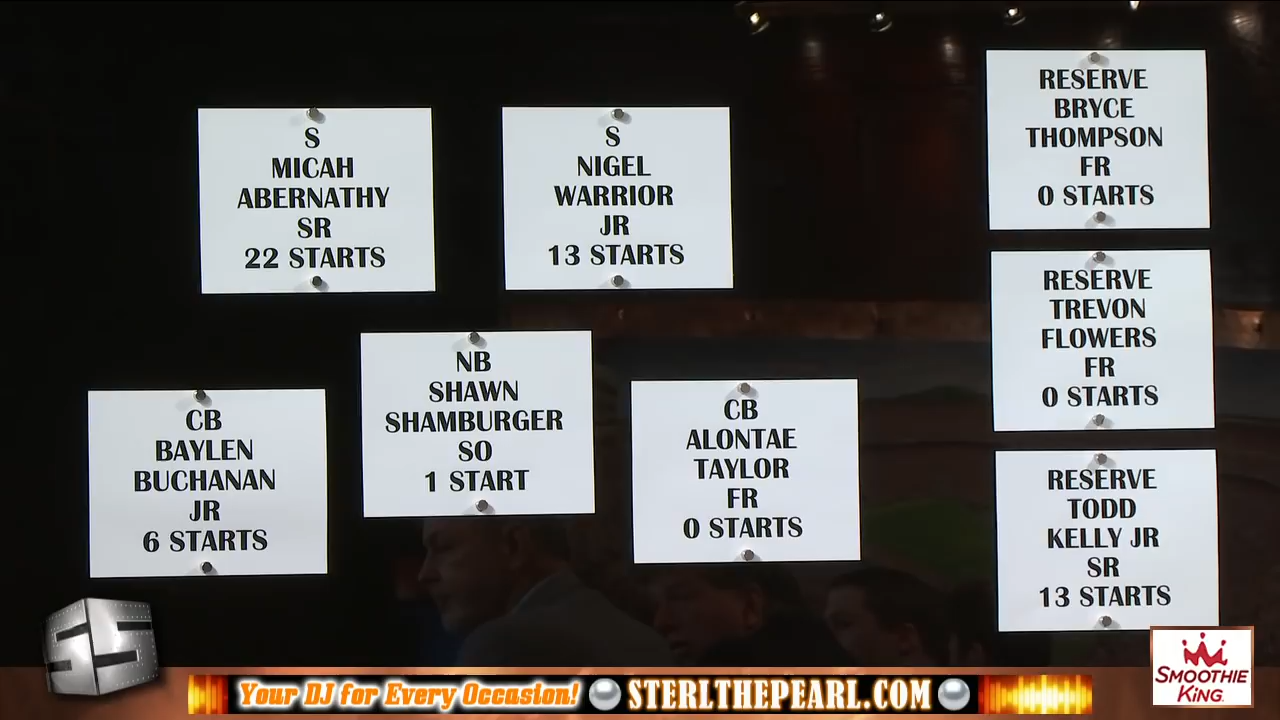 S
MICAH
ABERNATHY
SR
22 STARTS
S
NIGEL
WARRIOR
JR
13 STARTS
RESERVE
BRYCE
THOMPSON
FR
0 STARTS
RESERVE
TREVON
FLOWERS
FR
0 STARTS
NB
SHAWN
SHAMBURGER
SO
1 START
CB
BAYLEN
BUCHANAN
JR
6 STARTS
CB
ALONTAE
TAYLOR
FR
0 STARTS
RESERVE
TODD
KELLY JR
SR
13 STARTS
SS
Your DJ for Every Occasion! STERLTHEPEARL.COM
SMOOTHIE
KING